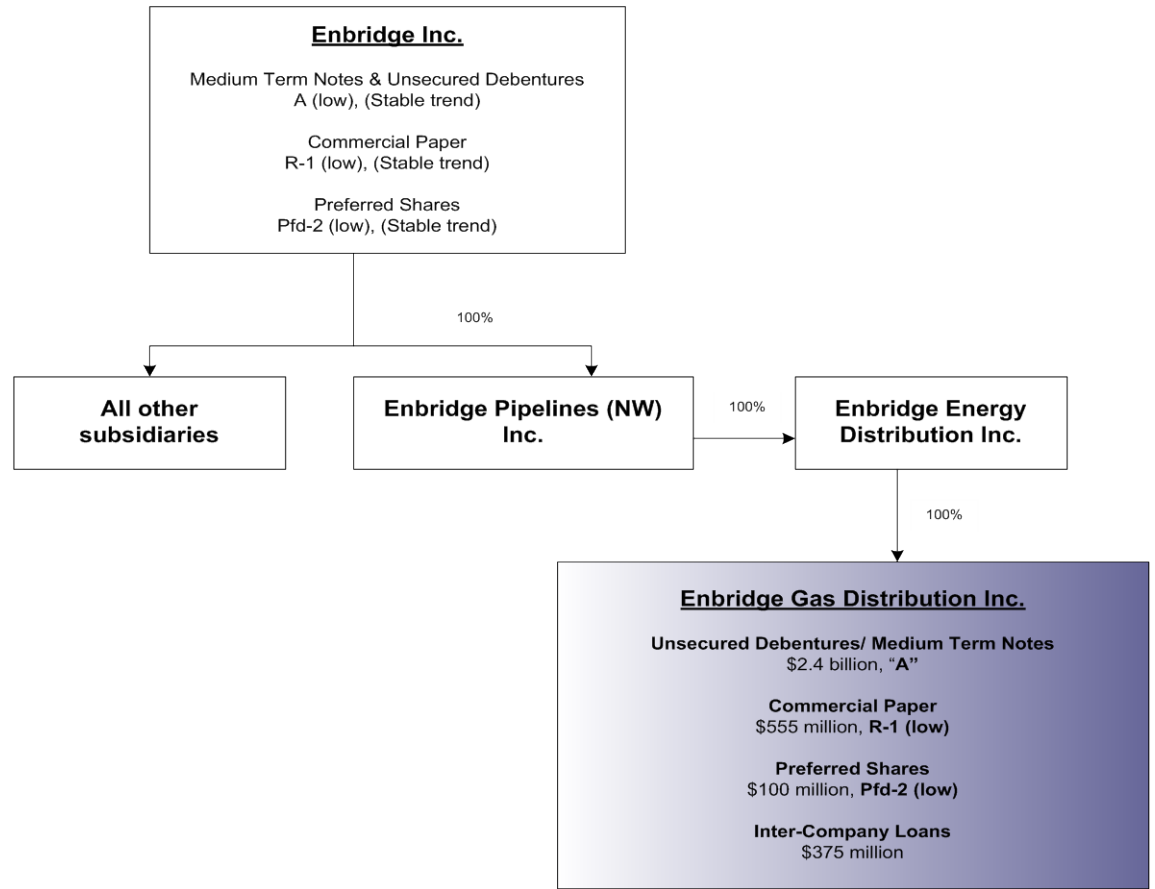 Enbridge Inc.
Medium Term Notes & Unsecured Debentures
A (low), (Stable trend)
Commercial Paper
R-1 (low), (Stable trend)
Preferred Shares
Pfd-2 (low), (Stable trend)
100%
All other
subsidiaries
Enbridge Pipelines (NW)
Inc.
100%
Enbridge Energy
Distribution Inc.
100%
Enbridge Gas Distribution Inc.
Unsecured Debentures/ Medium Term Notes
$2.4 billion, “A”
Commercial Paper
$555 million, R-1 (low)
Preferred Shares
$100 million, Pfd-2 (low)
Inter-Company Loans
$375 million